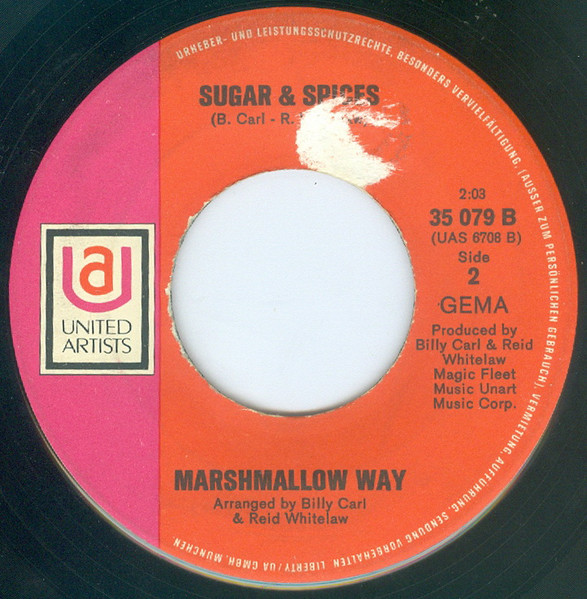 URHEBER- UND LEISTUNGSSCHUTZRECHTE, BESONDERS VERVIELFÄLTIGUNG, (AUSSER ZUM PERSÖNLICHEN GEBRAUCH), VERMIETUNG, AUFFÜHRUNG, SENDUNG VORBEHALTEN LIBERTY/UA GMBH, MÜNCHEN
SUGAR & SPICES
(B. Carl - R.
2:03
35 079 B
(UAS 6708 B)
Side
2
GEMA
Produced by
Billy Carl & Reid
Whitelaw
Magic Fleet
Music Unart
Music Corp.
ua
UNITED
ARTISTS
MARSHMALLOW WAY
Arranged by Billy Carl
& Reid Whitelaw